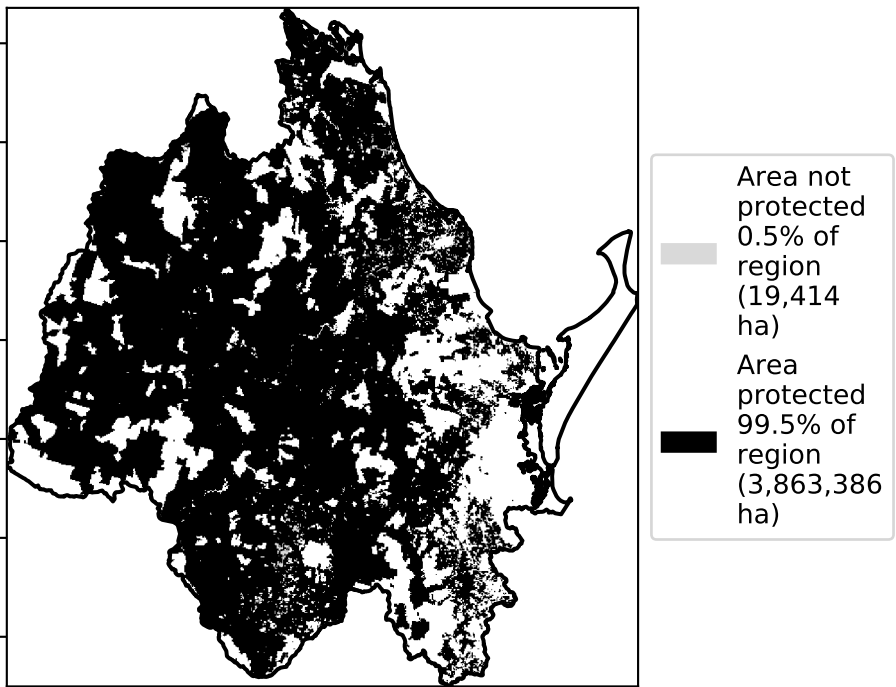 Area not
protected
0.5% of
region
(19,414
ha)
Area
protected
99.5% of
region
(3,863,386
ha)